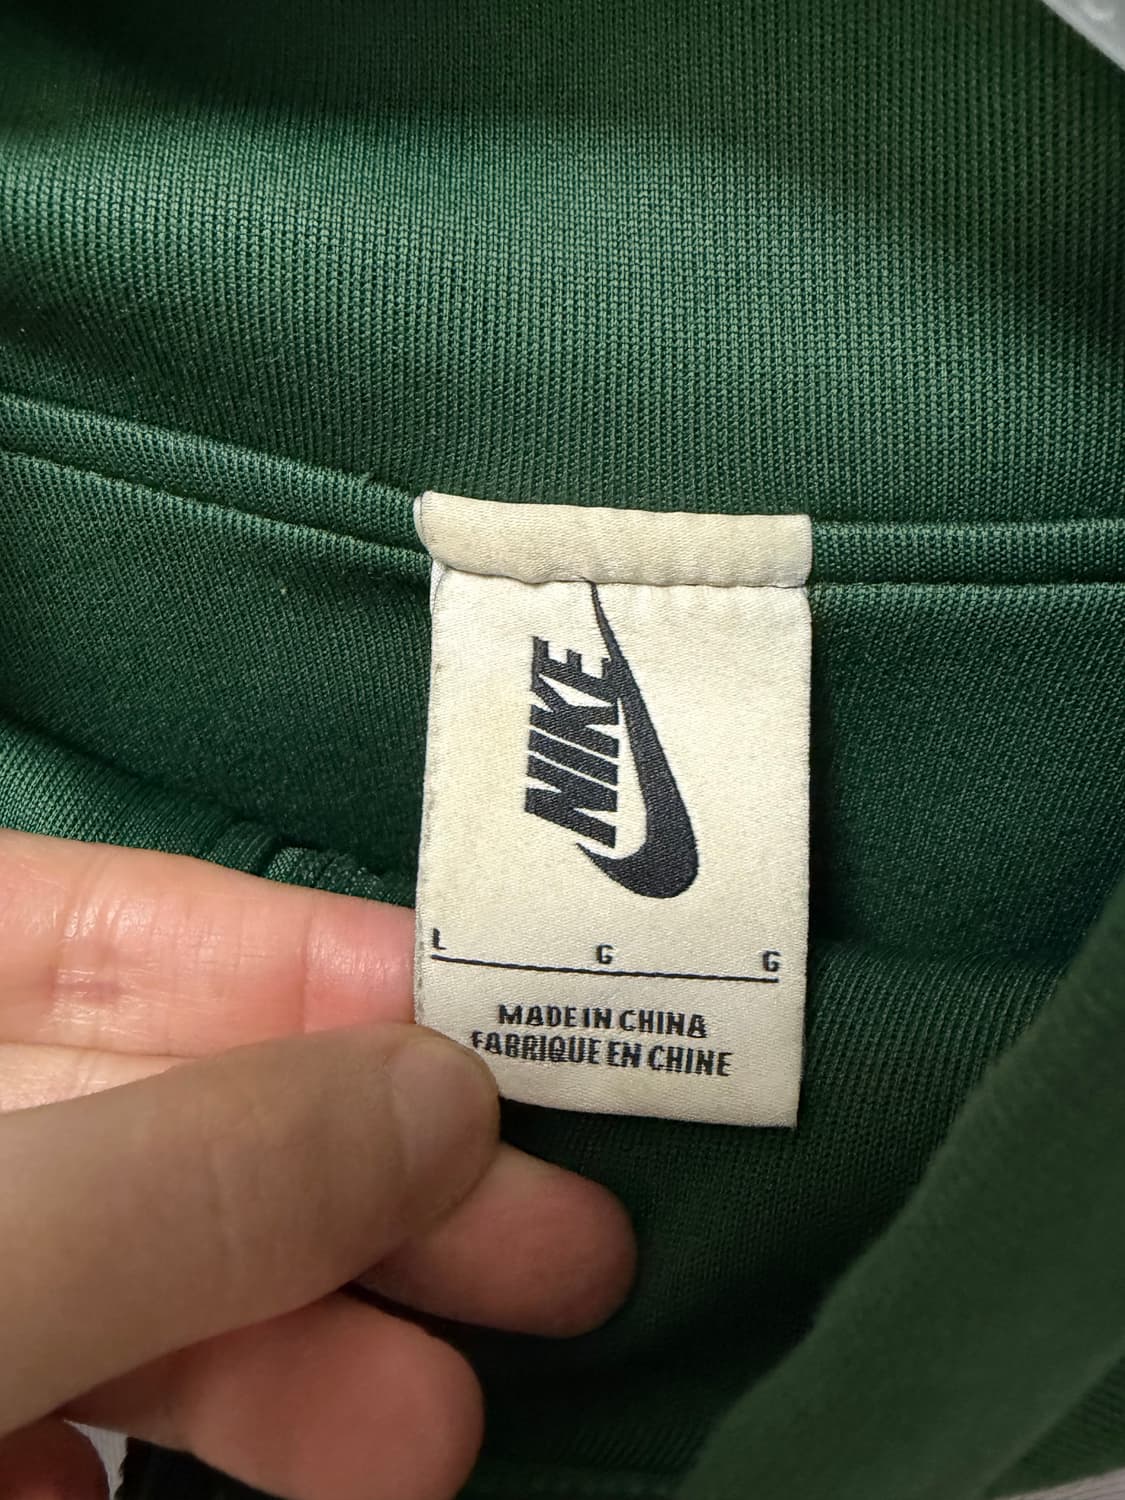 NIKE
L G G
MADE IN CHINA
FABRIQUE EN CHINE